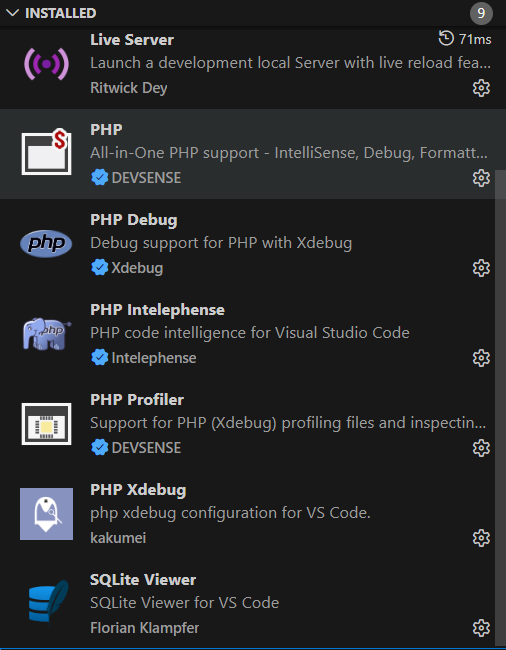 INSTALLED 9
Live Server 71ms
Launch a development local Server with live reload fea...
Ritwick Dey
PHP
All-in-One PHP support - IntelliSense, Debug, Formatt...
DEVSENSE
php
PHP Debug
Debug support for PHP with Xdebug
Xdebug
php
PHP Intelephense
PHP code intelligence for Visual Studio Code
Intelephense
PHP Profiler
Support for PHP (Xdebug) profiling files and inspectin...
DEVSENSE
PHP Xdebug
php xdebug configuration for VS Code.
kakumei
SQLite Viewer
SQLite Viewer for VS Code
Florian Klampfer